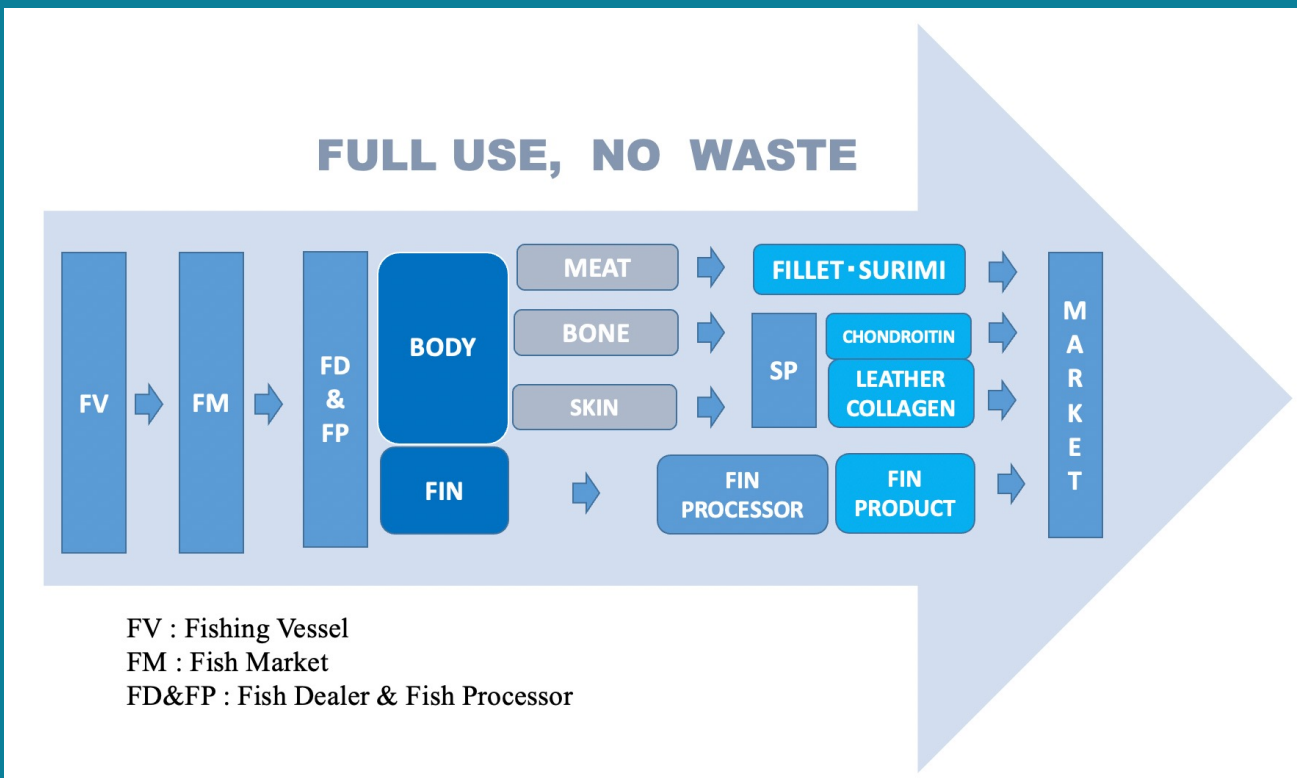 FULL USE, NO WASTE
FV
FM
FD
&
FP
BODY
FIN
MEAT
BONE
SKIN
FILLET・SURIMI
SP
CHONDROITIN
LEATHER
COLLAGEN
FIN
PROCESSOR
FIN
PRODUCT
M
A
R
K
E
T
FV : Fishing Vessel
FM : Fish Market
FD&FP : Fish Dealer & Fish Processor